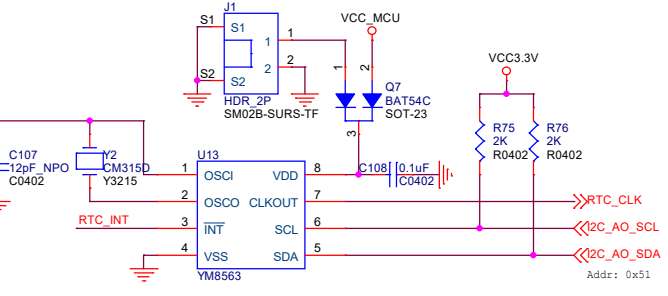 J1
S1
S1
1
1
2
2
S2
S2
HDR_2P
SM02B-SURS-TF
VCC_MCU
1
2
Q7
BAT54C
SOT-23
3
VCC3.3V
R75
2K
R0402
R76
2K
R0402
C107
12pF_NPO
C0402
Y2
CM315D
Y3215
U13
1
OSCI
VDD
8
C108
0.1uF
C0402
2
OSCO
CLKOUT
7
RTC_CLK
RTC_INT
3
INT
SCL
6
I2C_AO_SCL
4
VSS
SDA
5
I2C_AO_SDA
YM8563
Addr: 0x51